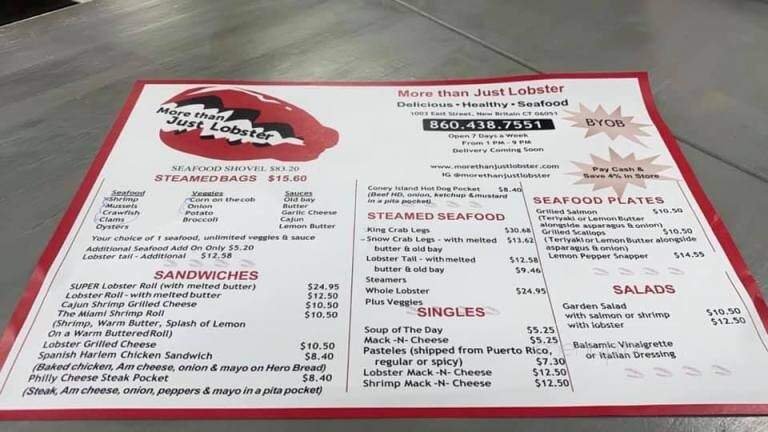 More than
Just Lobster
SEAFOOD SHOVEL $83.20
STEAMED BAGS $15.60
Seafood
Shrimp
Mussels
Crawfish
Clams
Oysters
Veggies
Corn on the cob
Onion
Potato
Broccoli
Sauces
Old bay
Butter
Garlic Cheese
Cajun
Lemon Butter
Your choice of 1 seafood, unlimited veggies & sauce
Additional Seafood Add On Only $5.20
Lobster tail - Additional $12.58
SANDWICHES
SUPER Lobster Roll (with melted butter) $24.95
Lobster Roll - with melted butter $12.50
Cajun Shrimp Grilled Cheese $10.50
The Miami Shrimp Roll $10.50
(Shrimp, Warm Butter, Splash of Lemon
On a Warm Buttered Roll)
Lobster Grilled Cheese $10.50
Spanish Harlem Chicken Sandwich $8.40
(Baked chicken, Am cheese, onion & mayo on Hero Bread)
Philly Cheese Steak Pocket $8.40
(Steak, Am cheese, onion, peppers & mayo in a pita pocket)
More than Just Lobster
Delicious • Healthy • Seafood
1003 East Street, New Britain CT 06051
860.438.7551
Open 7 Days a Week
From 1 PM - 9 PM
Delivery Coming Soon
www.morethanjustlobster.com
IG @morethanjustlobster
BYOB
Pay Cash &
Save 4% in Store
Coney Island Hot Dog Pocket $8.40
(Beef HD, onion, ketchup & mustard
in a pita pocket)
STEAMED SEAFOOD
King Crab Legs $30.68
Snow Crab Legs - with melted $13.62
butter & old bay
Lobster Tail - with melted $12.58
butter & old bay $9.46
Steamers
Whole Lobster $24.95
Plus Veggies
SINGLES
Soup of The Day $5.25
Mack -N- Cheese $5.25
Pasteles (shipped from Puerto Rico,
regular or spicy) $7.30
Lobster Mack -N- Cheese $12.50
Shrimp Mack -N- Cheese $12.50
SEAFOOD PLATES
Grilled Salmon $10.50
(Teriyaki or Lemon Butter
alongside asparagus & onion)
Grilled Scallops $10.50
(Teriyaki or Lemon Butter alongside
asparagus & onion)
Lemon Pepper Snapper $14.55
SALADS
Garden Salad
with salmon or shrimp $10.50
with lobster $12.50
Balsamic Vinaigrette
or Italian Dressing